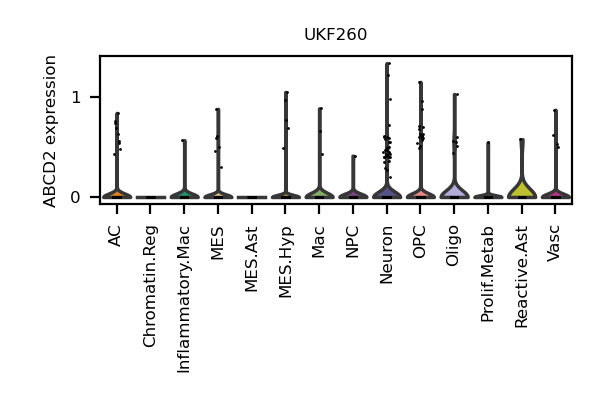 UKF260
ABCD2 expression
1
0
AC
Chromatin.Reg
Inflammatory.Mac
MES
MES.Ast
MES.Hyp
Mac
NPC
Neuron
OPC
Oligo
Prolif.Metab
Reactive.Ast
Vasc